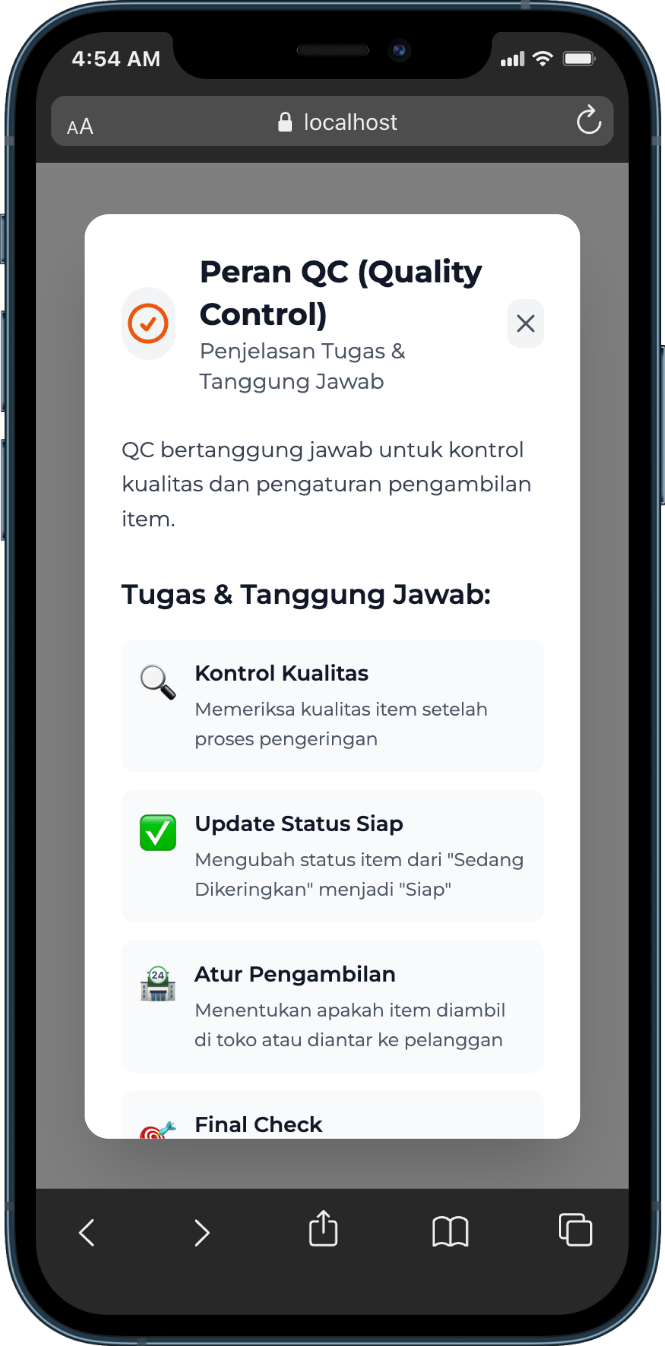 4:54 AM
AA
localhost
Peran QC (Quality
Control)
Penjelasan Tugas &
Tanggung Jawab
QC bertanggung jawab untuk kontrol
kualitas dan pengaturan pengambilan
item.
Tugas & Tanggung Jawab:
Kontrol Kualitas
Memeriksa kualitas item setelah
proses pengeringan
Update Status Siap
Mengubah status item dari "Sedang
Dikeringkan" menjadi "Siap"
24
Atur Pengambilan
Menentukan apakah item diambil
di toko atau diantar ke pelanggan
Final Check